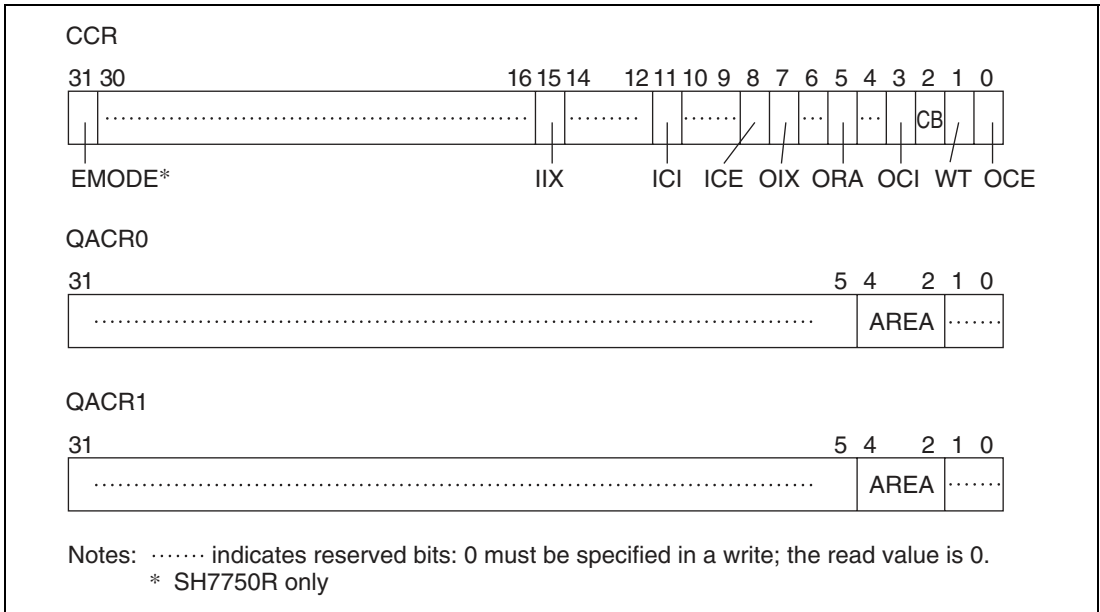 CCR
31 30 16 15 14 12 11 10 9 8 7 6 5 4 3 2 1 0
CB
EMODE* IIX ICI ICE OIX ORA OCI WT OCE
QACR0
31 5 4 2 1 0
AREA
QACR1
31 5 4 2 1 0
AREA
Notes: ······· indicates reserved bits: 0 must be specified in a write; the read value is 0.
* SH7750R only